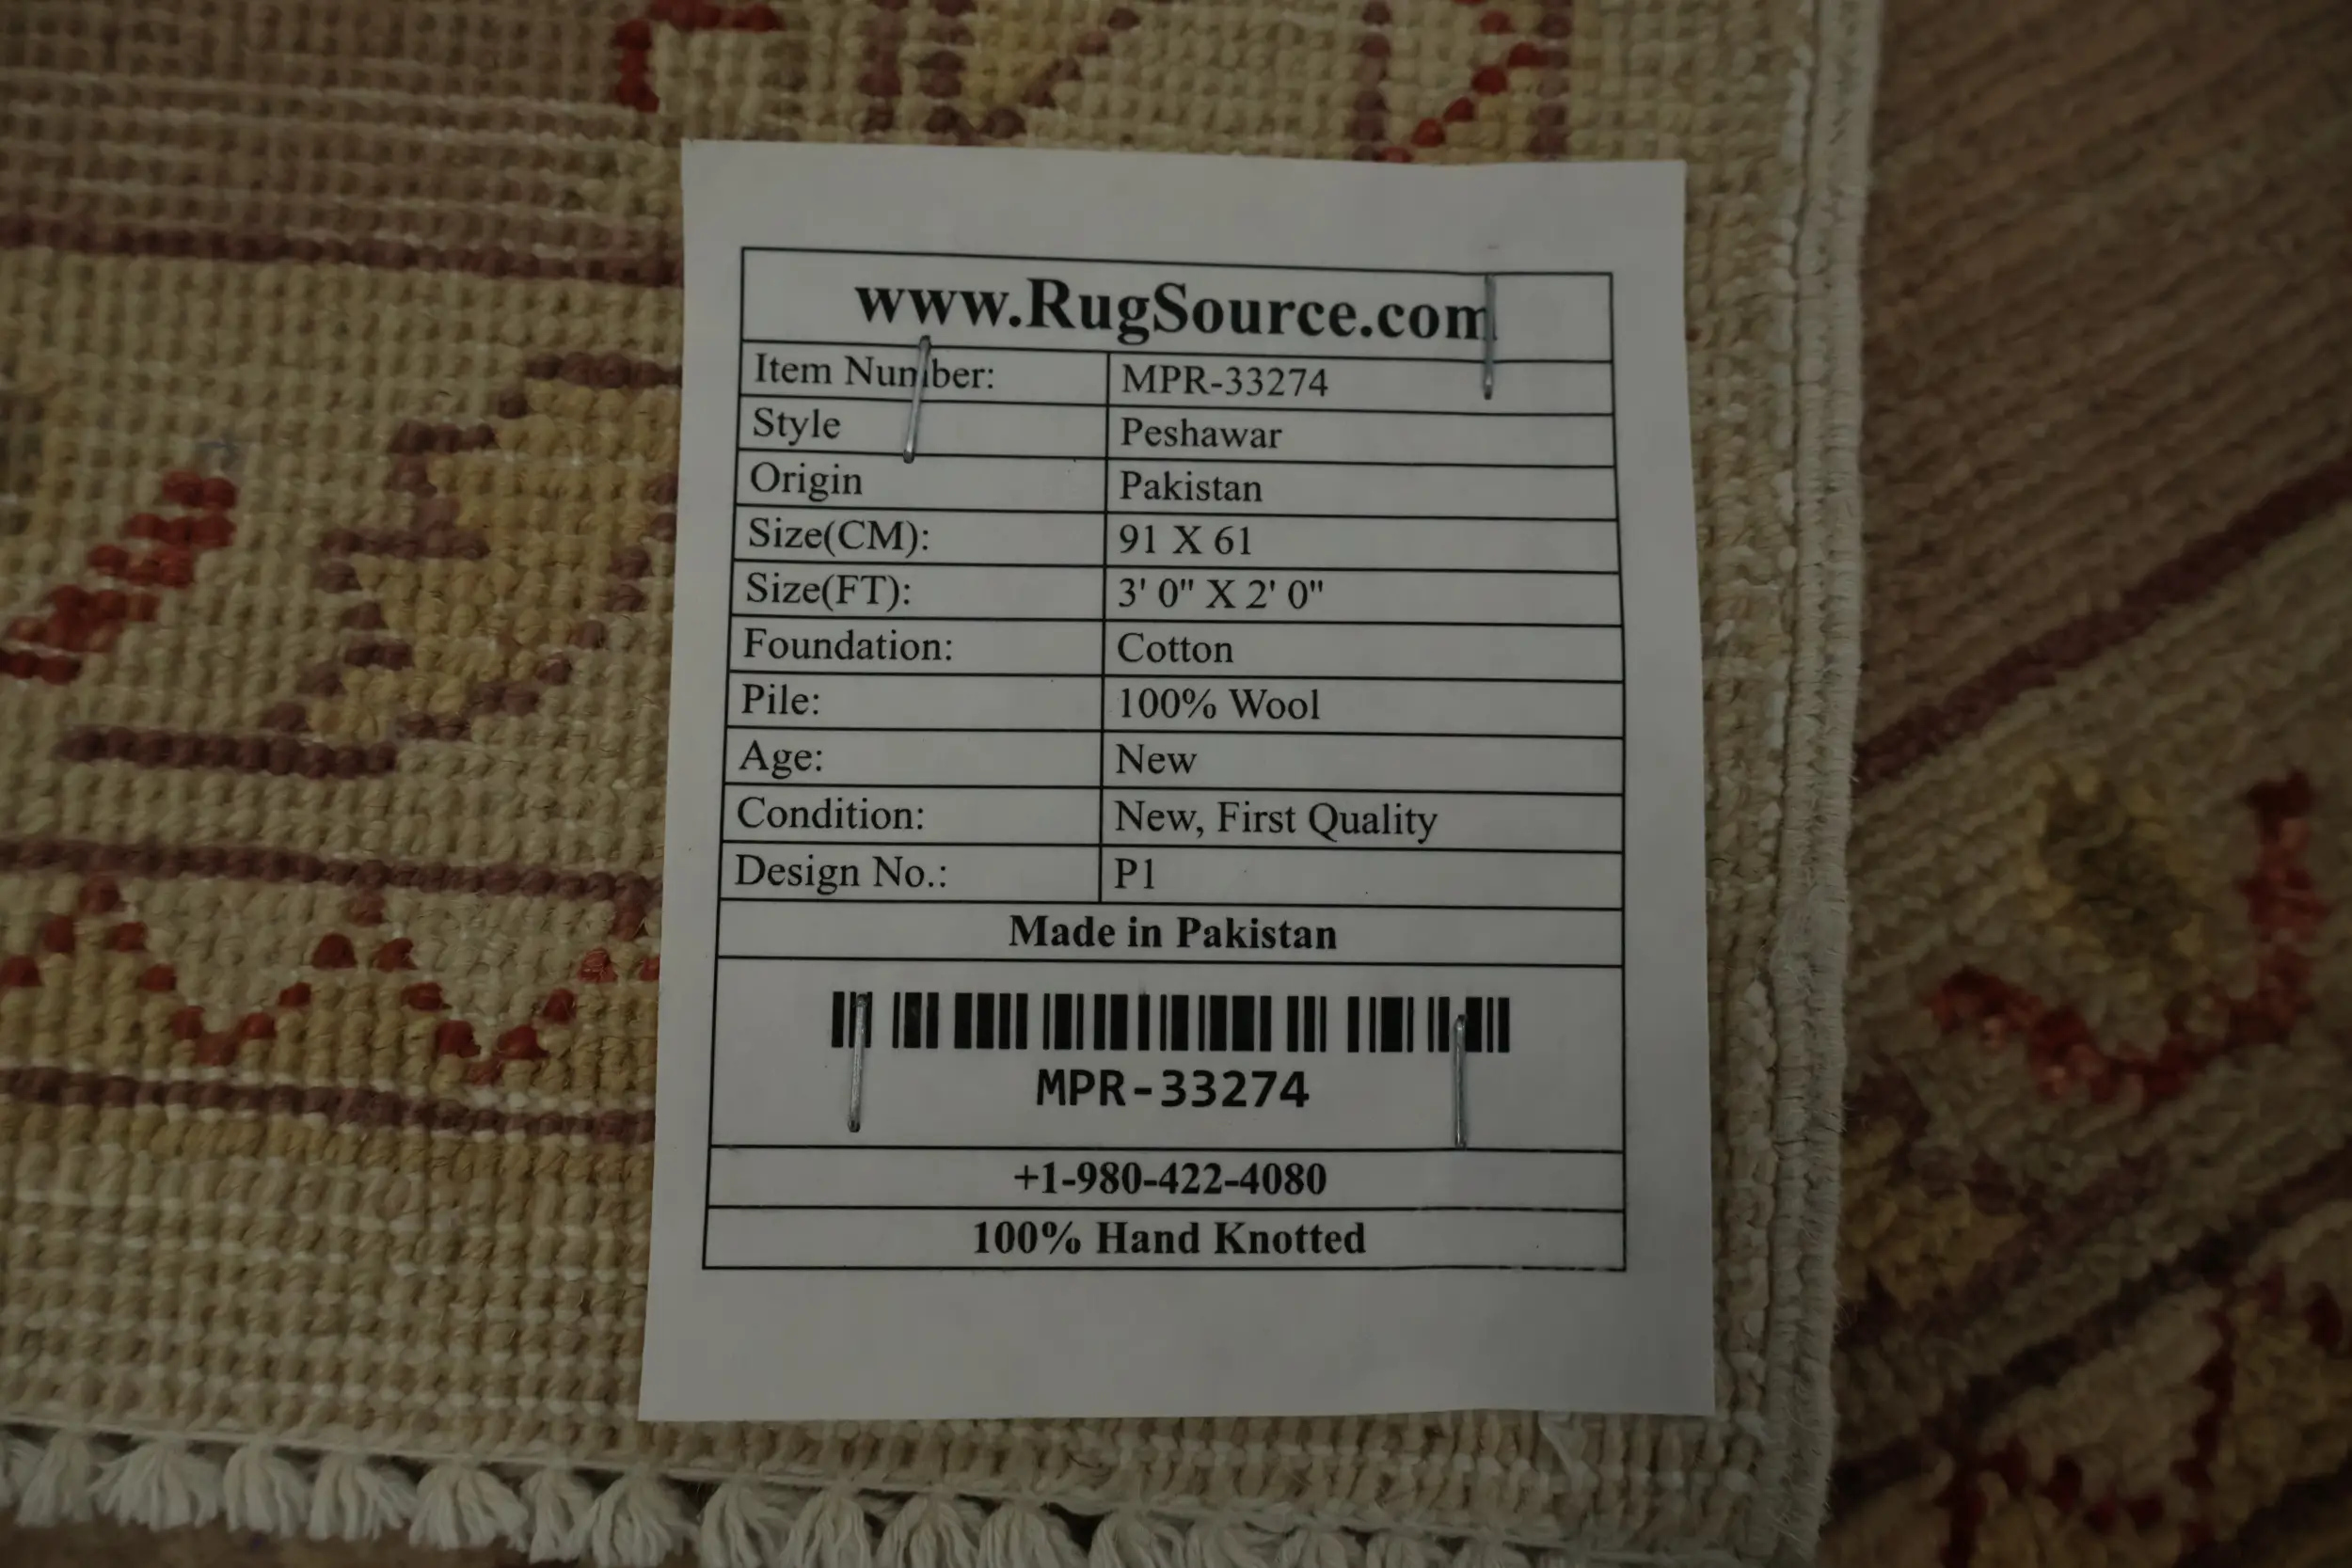 www.RugSource.com
Item Number: MPR-33274
Style Peshawar
Origin Pakistan
Size(CM): 91 X 61
Size(FT): 3' 0" X 2' 0"
Foundation: Cotton
Pile: 100% Wool
Age: New
Condition: New, First Quality
Design No.: P1
Made in Pakistan
MPR-33274
+1-980-422-4080
100% Hand Knotted